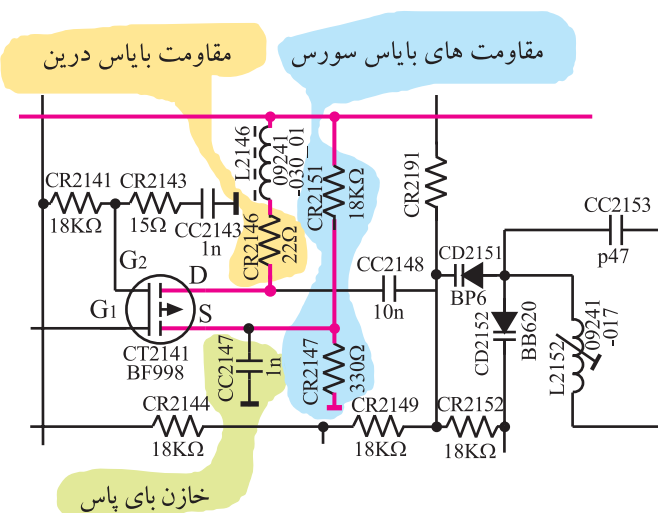 مقاومت بایاس درین
مقاومت های بایاس سورس
L2146
09241
-030_01
CR2151
18KΩ
CR2191
CR2141
18KΩ
CR2143
15Ω
CC2143
1n
CR2146
22Ω
CC2153
p47
G2
D
G1
S
CT2141
BF998
CC2148
10n
CD2151
BP6
CD2152
BB620
L2152
09241
-017
CC2147
1n
CR2147
330Ω
CR2144
18KΩ
CR2149
18KΩ
CR2152
18KΩ
خازن بای پاس